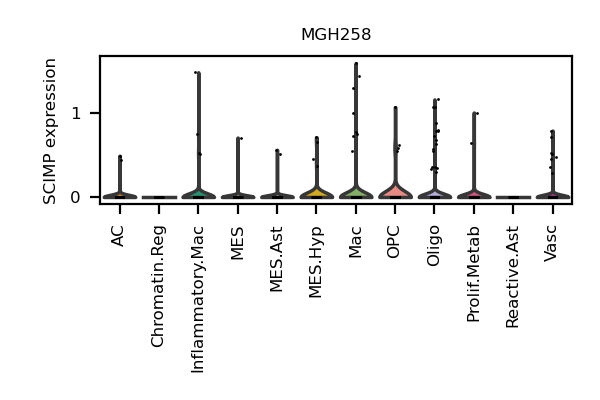 MGH258
SCIMP expression
1
0
AC
Chromatin.Reg
Inflammatory.Mac
MES
MES.Ast
MES.Hyp
Mac
OPC
Oligo
Prolif.Metab
Reactive.Ast
Vasc